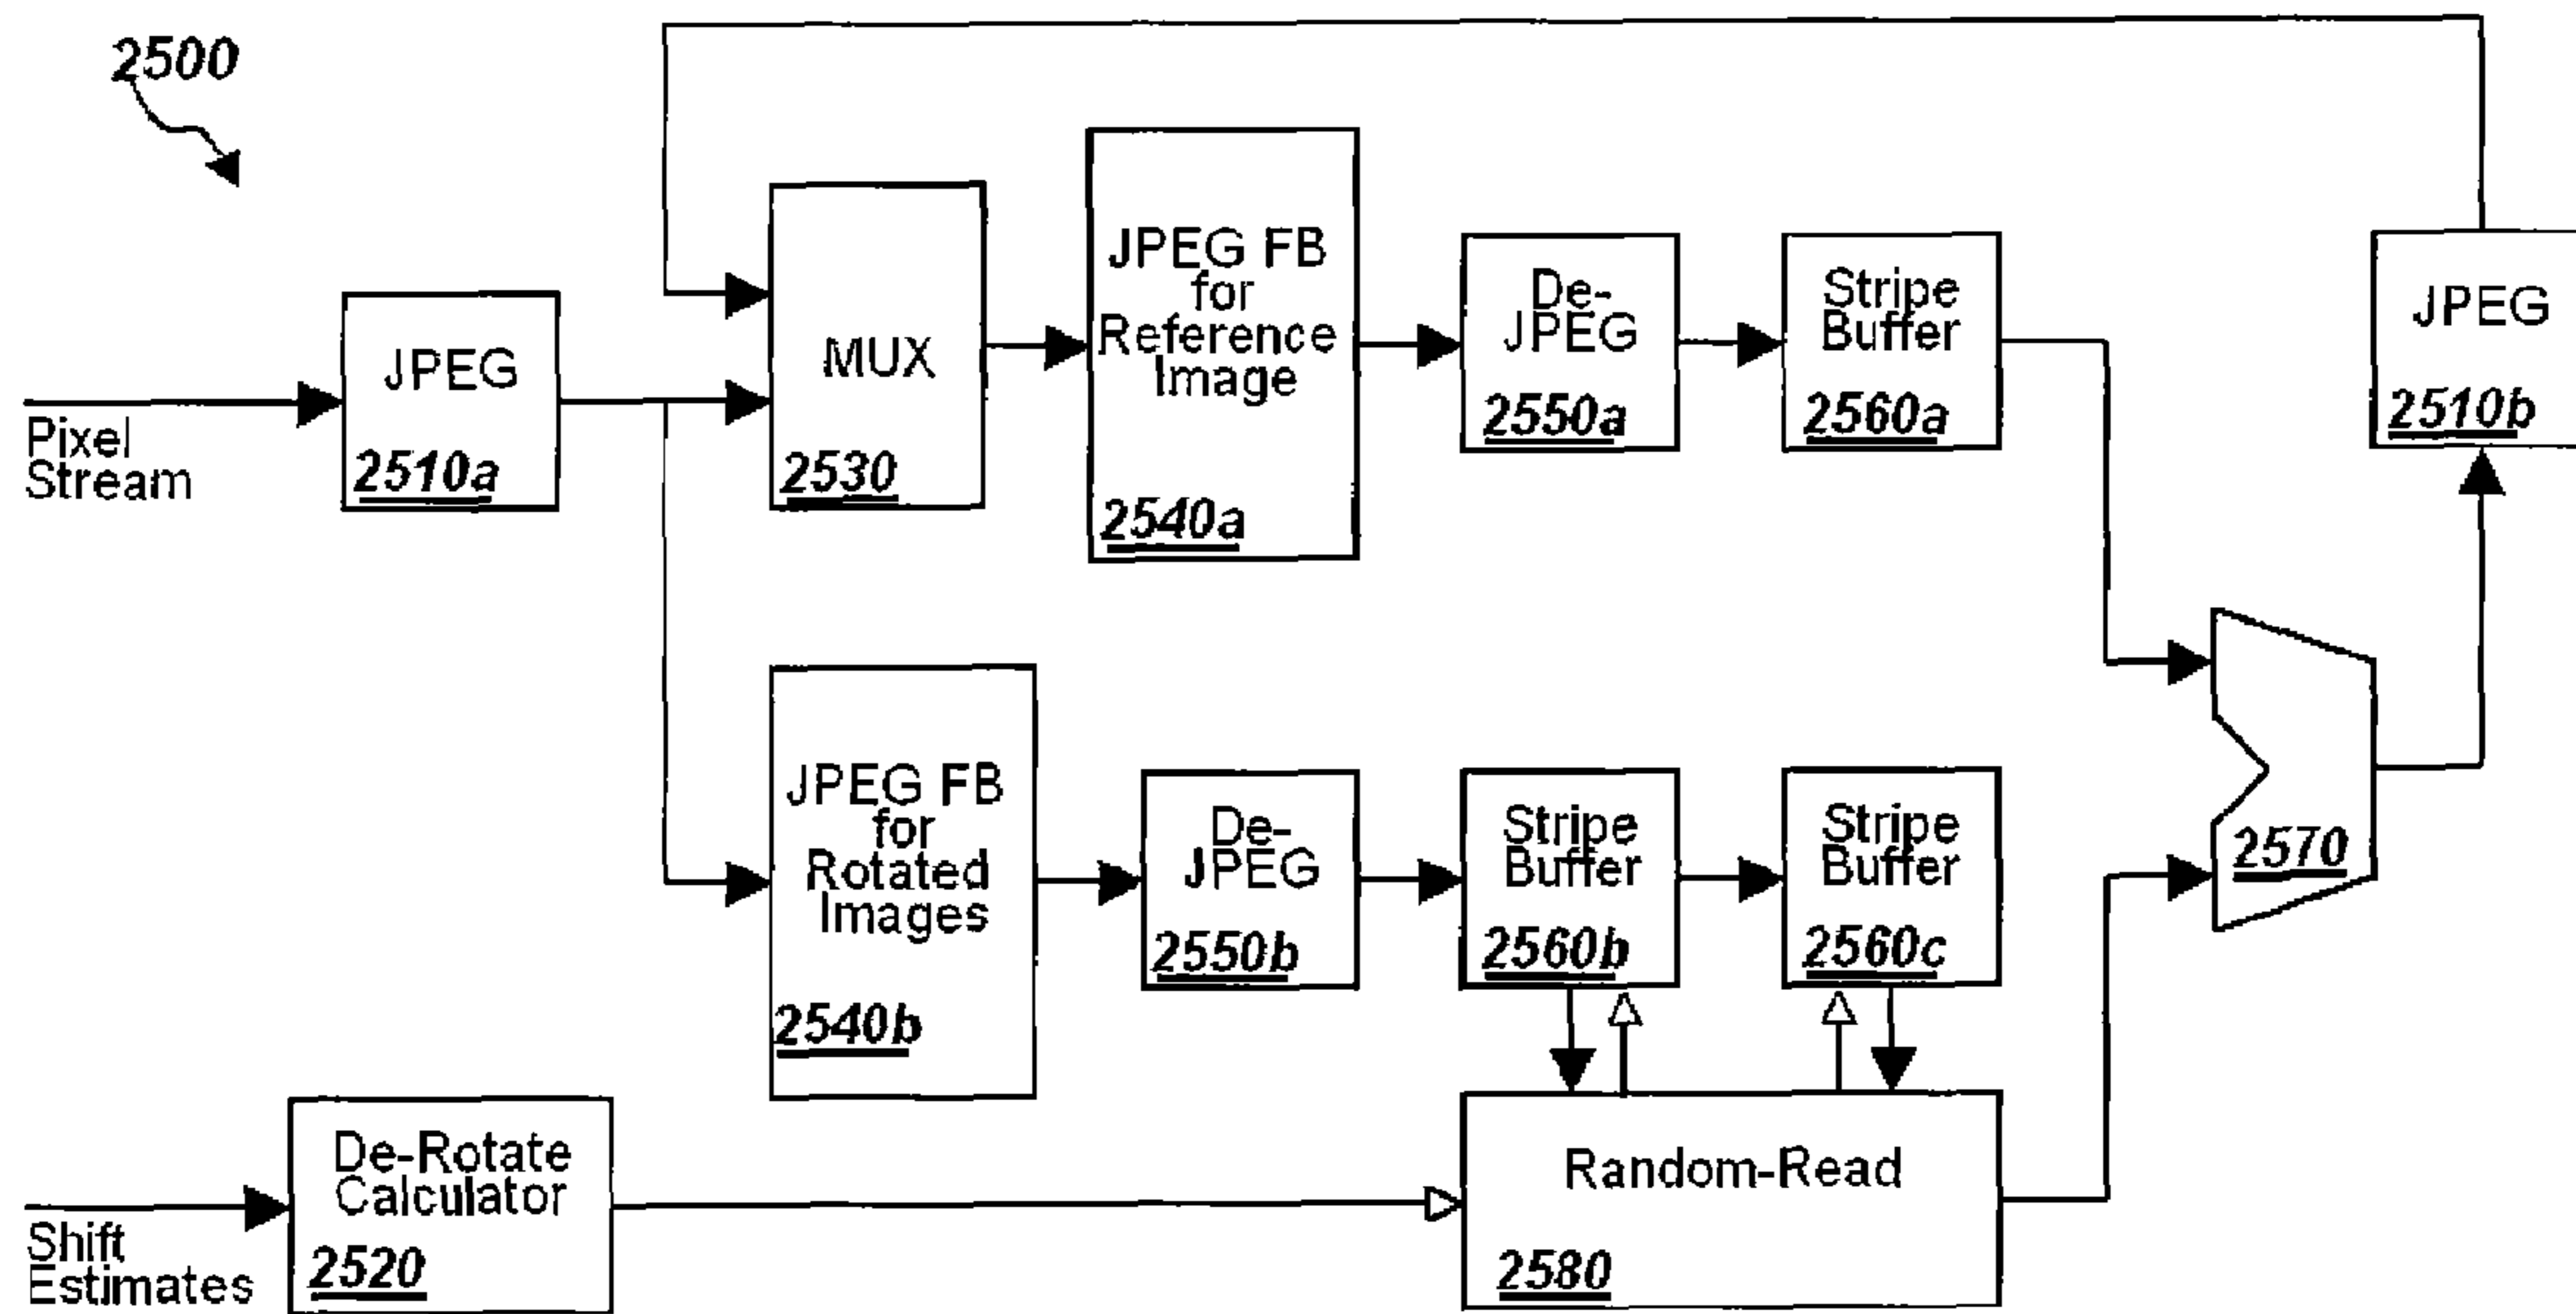 2500
Pixel
Stream
JPEG
2510a
MUX
2530
JPEG FB
for
Reference
Image
2540a
De-
JPEG
2550a
Stripe
Buffer
2560a
JPEG
2510b
JPEG FB
for
Rotated
Images
2540b
De-
JPEG
2550b
Stripe
Buffer
2560b
Stripe
Buffer
2560c
2570
Shift
Estimates
De-Rotate
Calculator
2520
Random-Read
2580